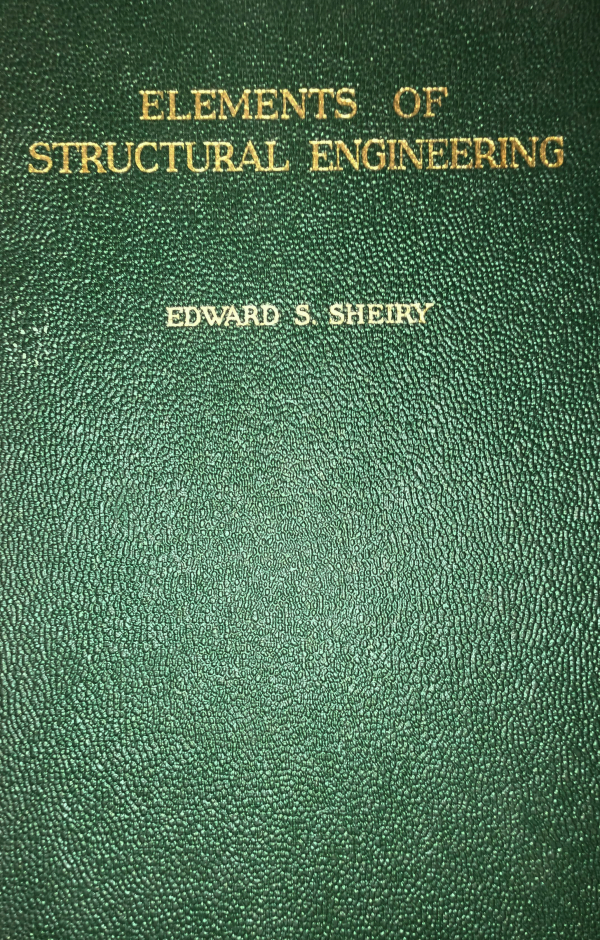 ELEMENTS OF
STRUCTURAL ENGINEERING
EDWARD S. SHEIRY